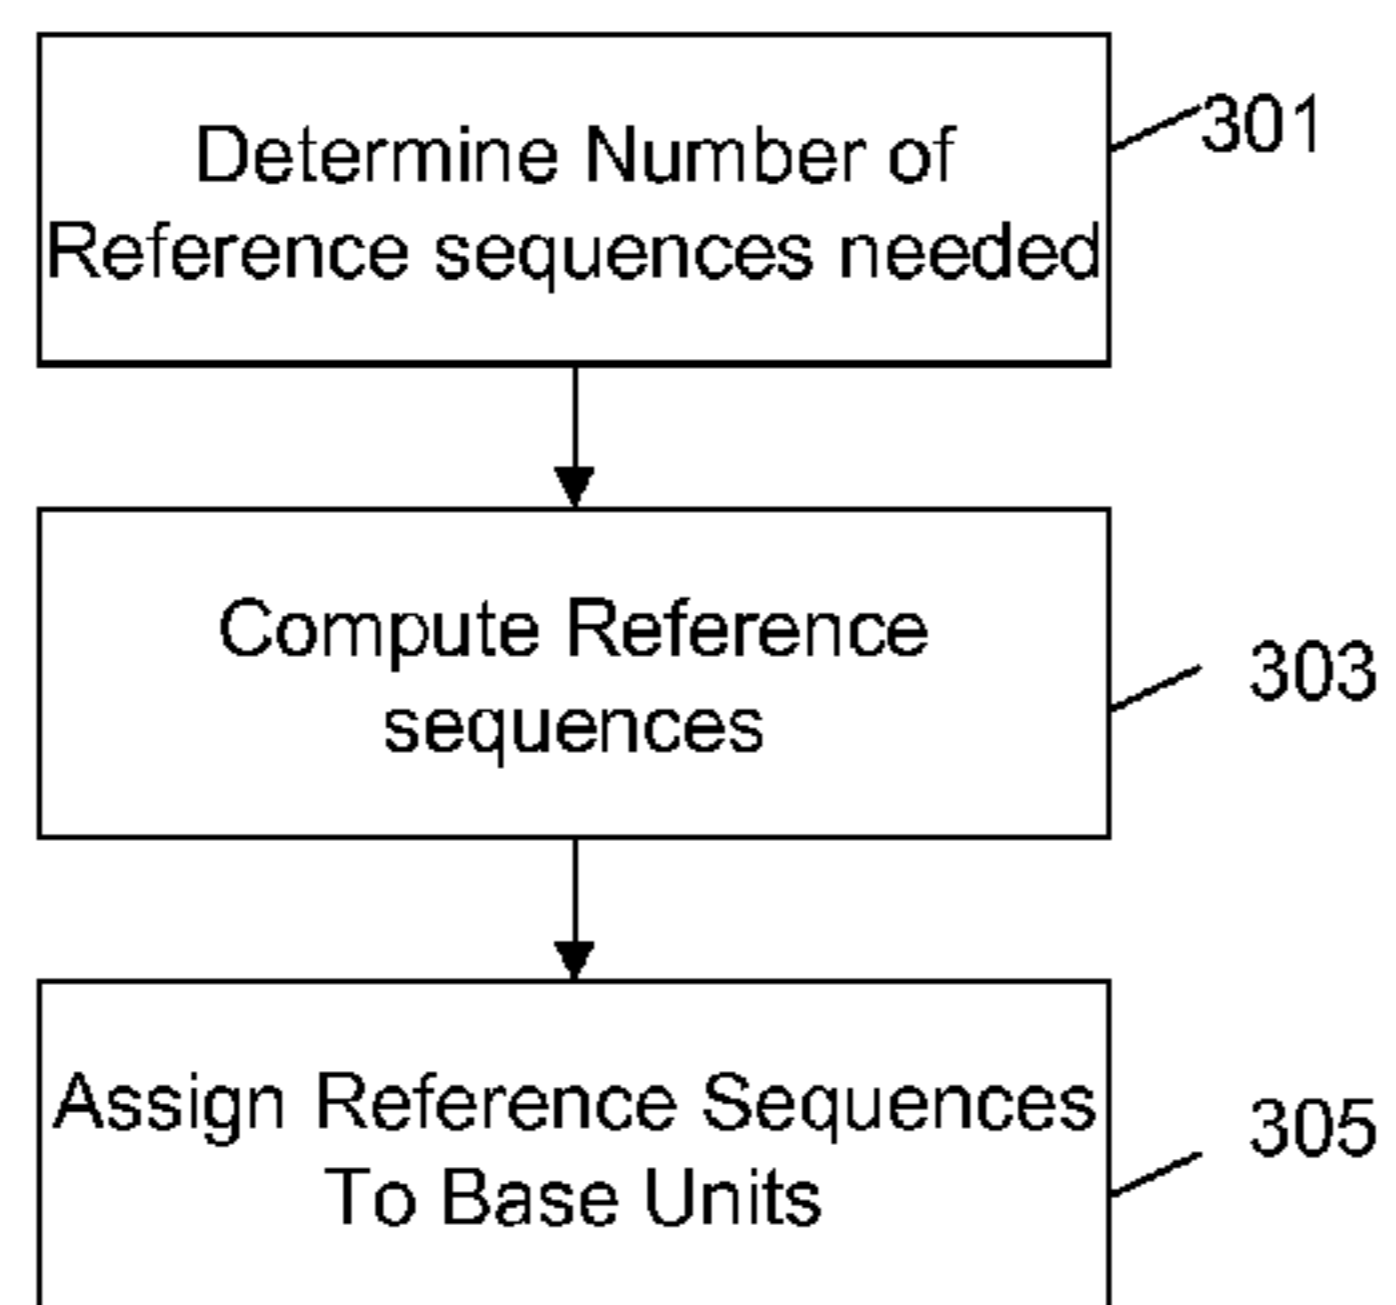 Determine Number of
Reference sequences needed
301
Compute Reference
sequences
303
Assign Reference Sequences
To Base Units
305